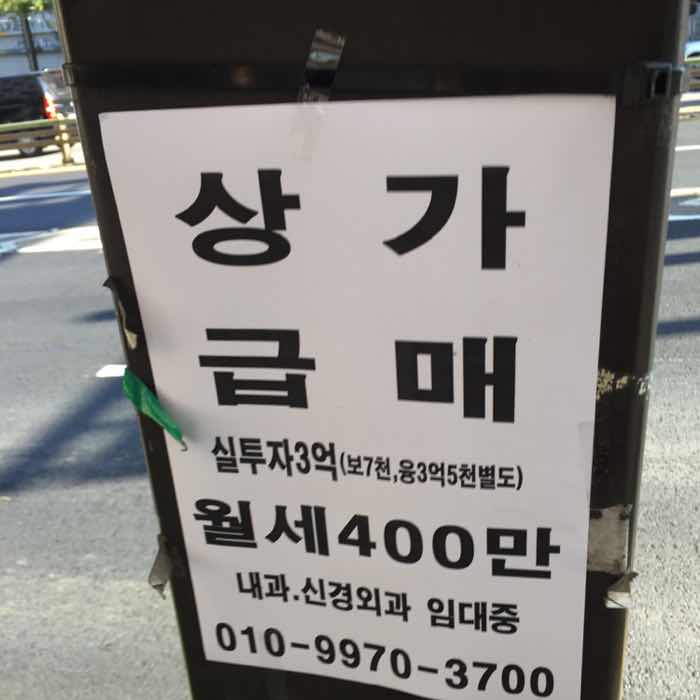 상가
급매
실투자3억(보7천,융3억5천별도)
월세400만
내과.신경외과 임대중
010-9970-3700